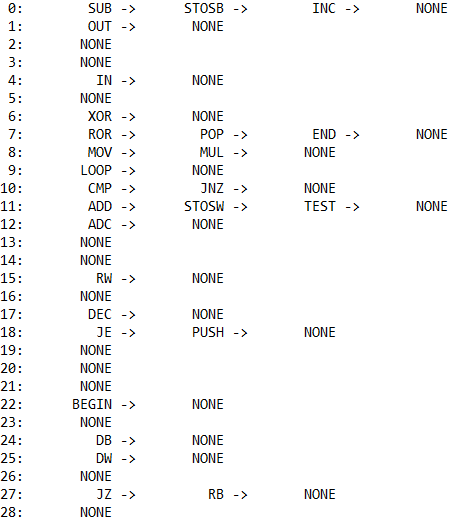 0: SUB -> STOSB -> INC -> NONE
1: OUT -> NONE
2: NONE
3: NONE
4: IN -> NONE
5: NONE
6: XOR -> NONE
7: ROR -> POP -> END -> NONE
8: MOV -> MUL -> NONE
9: LOOP -> NONE
10: CMP -> JNZ -> NONE
11: ADD -> STOSW -> TEST -> NONE
12: ADC -> NONE
13: NONE
14: NONE
15: RW -> NONE
16: NONE
17: DEC -> NONE
18: JE -> PUSH -> NONE
19: NONE
20: NONE
21: NONE
22: BEGIN -> NONE
23: NONE
24: DB -> NONE
25: DW -> NONE
26: NONE
27: JZ -> RB -> NONE
28: NONE